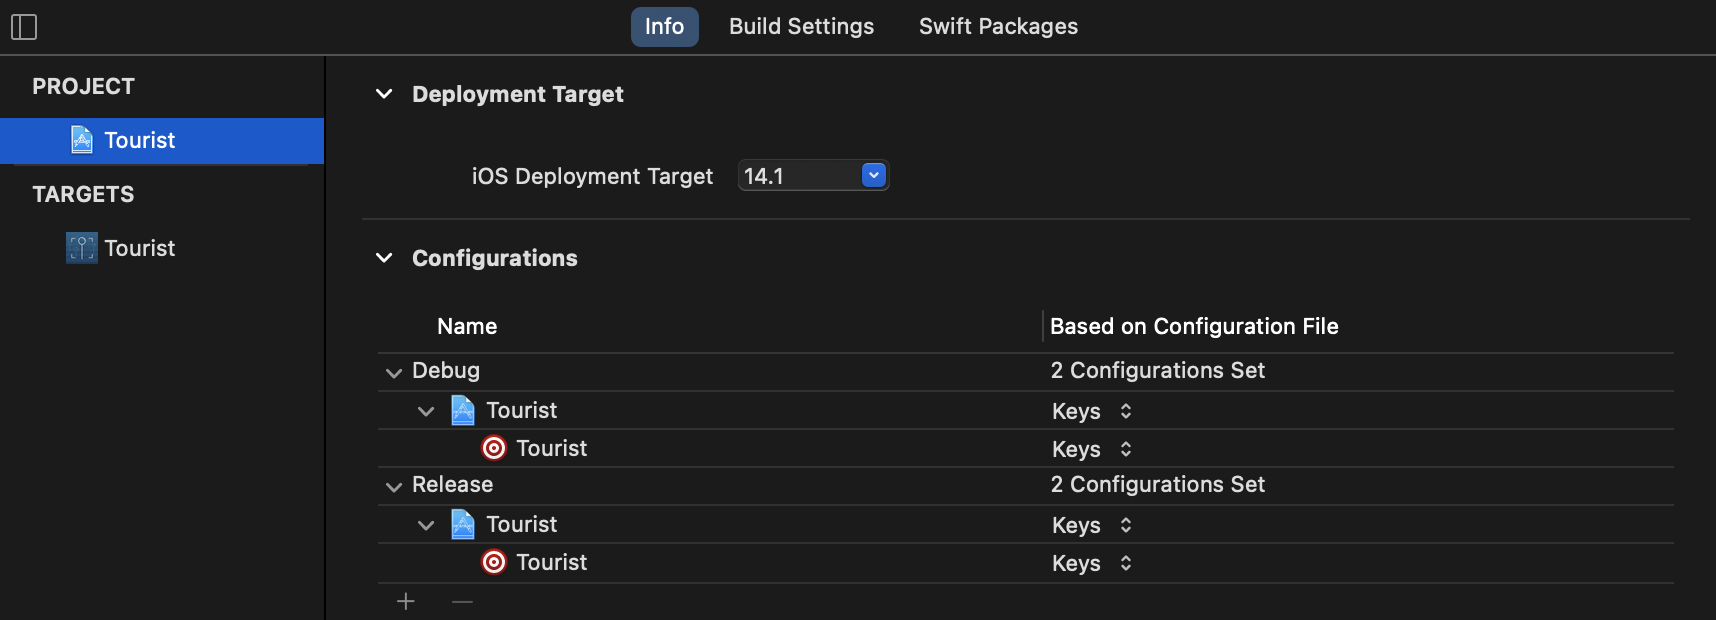 Info Build Settings Swift Packages
PROJECT
Tourist
TARGETS
Tourist
Deployment Target
iOS Deployment Target 14.1
Configurations
Name Based on Configuration File
Debug 2 Configurations Set
Tourist Keys
Tourist Keys
Release 2 Configurations Set
Tourist Keys
Tourist Keys